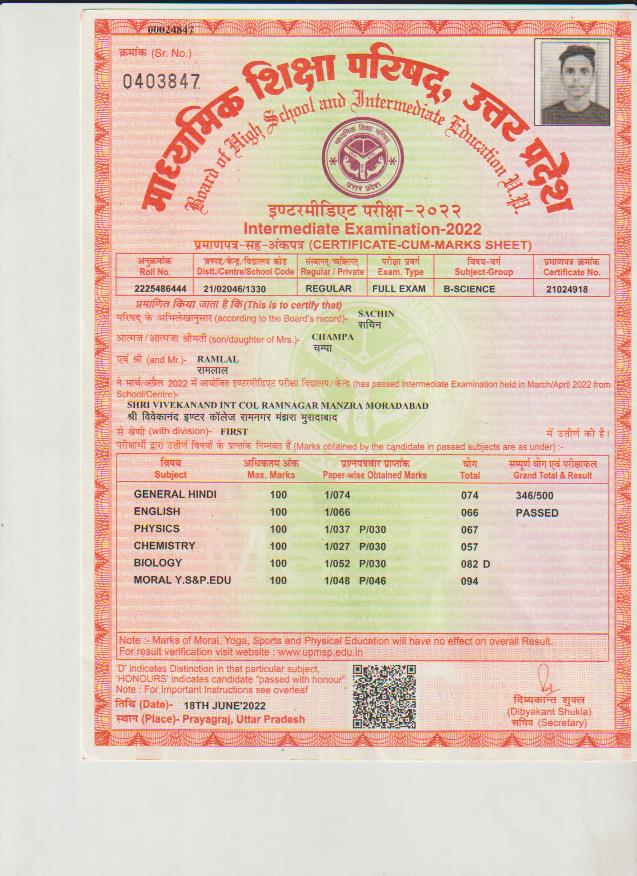 00024847
क्रमांक (Sr. No.)
0403847
माध्यमिक शिक्षा परिषद्, उत्तर प्रदेश
Board of High School and Intermediate Education U.P.
माध्यमिक शिक्षा परिषद्
उत्तर प्रदेश
इण्टरमीडिएट परीक्षा-२०२२
Intermediate Examination-2022
प्रमाणपत्र-सह-अंकपत्र (CERTIFICATE-CUM-MARKS SHEET)
अनुक्रमांक जनपद/केन्द्र/विद्यालय कोड संस्थागत/व्यक्तिगत परीक्षा प्रवर्ग विषय-वर्ग प्रमाणपत्र क्रमांक
Roll No. Distt./Centre/School Code Regular / Private Exam. Type Subject-Group Certificate No.
2225486444 21/02046/1330 REGULAR FULL EXAM B-SCIENCE 21024918
प्रमाणित किया जाता है कि (This is to certify that)
परिषद् के अभिलेखानुसार (according to the Board's record)- SACHIN
सचिन
आत्मज/आत्मजा श्रीमती (son/daughter of Mrs.)- CHAMPA
चम्पा
एवं श्री (and Mr.)- RAMLAL
रामलाल
ने मार्च/अप्रैल 2022 में आयोजित इण्टरमीडिएट परीक्षा विद्यालय/केन्द्र (has passed Intermediate Examination held in March/April 2022 from
School/Centre)-
SHRI VIVEKANAND INT COL RAMNAGAR MANZRA MORADABAD
श्री विवेकानंद इण्टर कॉलेज रामनगर मंझरा मुरादाबाद
से श्रेणी (with division)- FIRST में उत्तीर्ण की है।
परीक्षार्थी द्वारा उत्तीर्ण विषयों के प्राप्तांक निम्नवत हैं (Marks obtained by the candidate in passed subjects are as under) :-
विषय अधिकतम अंक प्रश्नपत्रवार प्राप्तांक योग सम्पूर्ण योग एवं परीक्षाफल
Subject Max. Marks Paper-wise Obtained Marks Total Grand Total & Result
GENERAL HINDI 100 1/074 074 346/500
ENGLISH 100 1/066 066 PASSED
PHYSICS 100 1/037 P/030 067
CHEMISTRY 100 1/027 P/030 057
BIOLOGY 100 1/052 P/030 082 D
MORAL Y.S&P.EDU 100 1/048 P/046 094
Note :- Marks of Moral, Yoga, Sports and Physical Education will have no effect on overall Result.
For result verification visit website : www.upmsp.edu.in
'D' indicates Distinction in that particular subject,
'HONOURS' indicates candidate "passed with honour"
Note : For Important Instructions see overleaf
तिथि (Date)- 18TH JUNE'2022
स्थान (Place)- Prayagraj, Uttar Pradesh
दिव्यकान्त शुक्ल
(Dibyakant Shukla)
सचिव (Secretary)